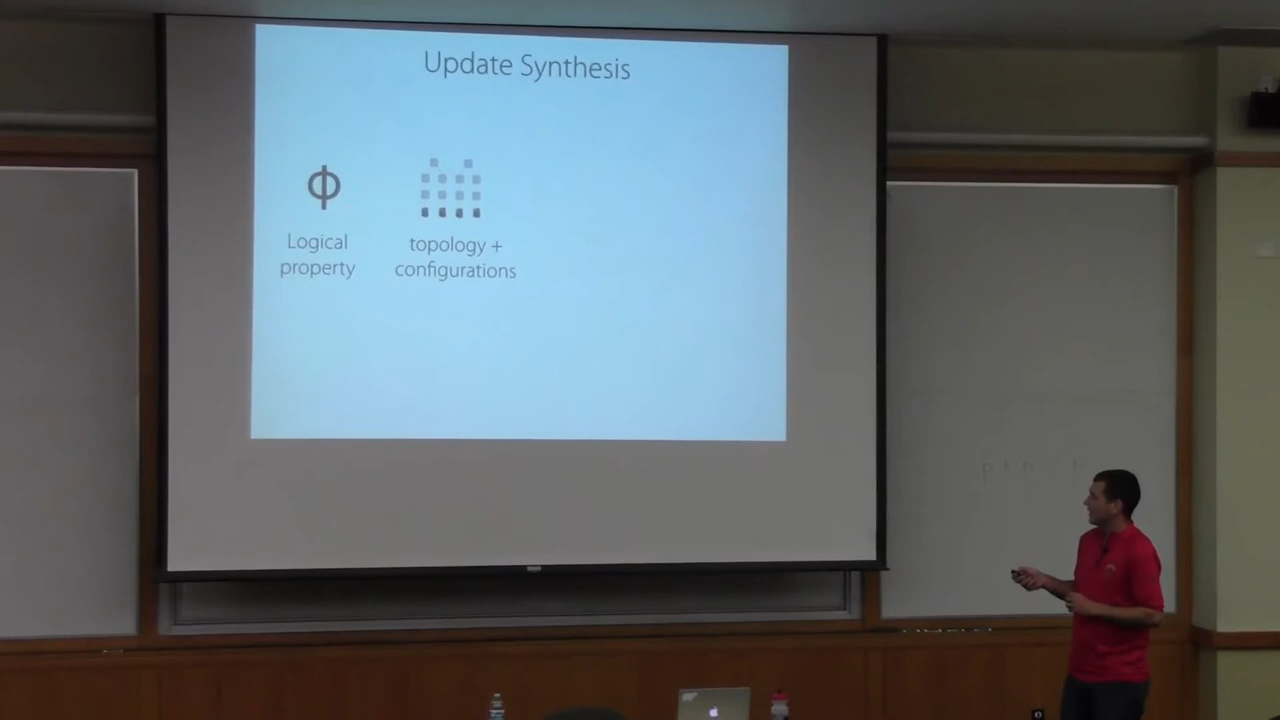 Update Synthesis
ϕ
Logical
property
topology +
configurations